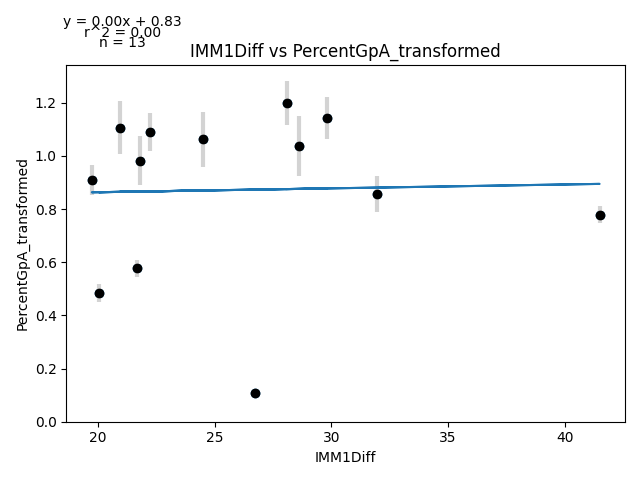 y = 0.00x + 0.83
r^2 = 0.00
n = 13
IMM1Diff vs PercentGpA_transformed
1.2
1.0
0.8
0.6
0.4
0.2
0.0
PercentGpA_transformed
20 25 30 35 40
IMM1Diff